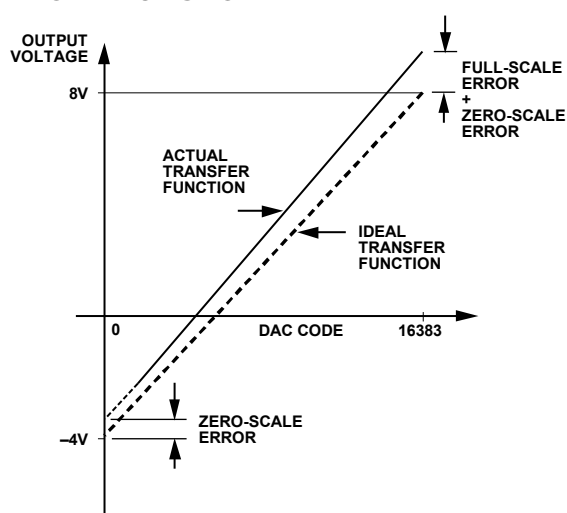 OUTPUT
VOLTAGE
8V
FULL-SCALE
ERROR
+
ZERO-SCALE
ERROR
ACTUAL
TRANSFER
FUNCTION
IDEAL
TRANSFER
FUNCTION
0
DAC CODE
16383
ZERO-SCALE
ERROR
–4V